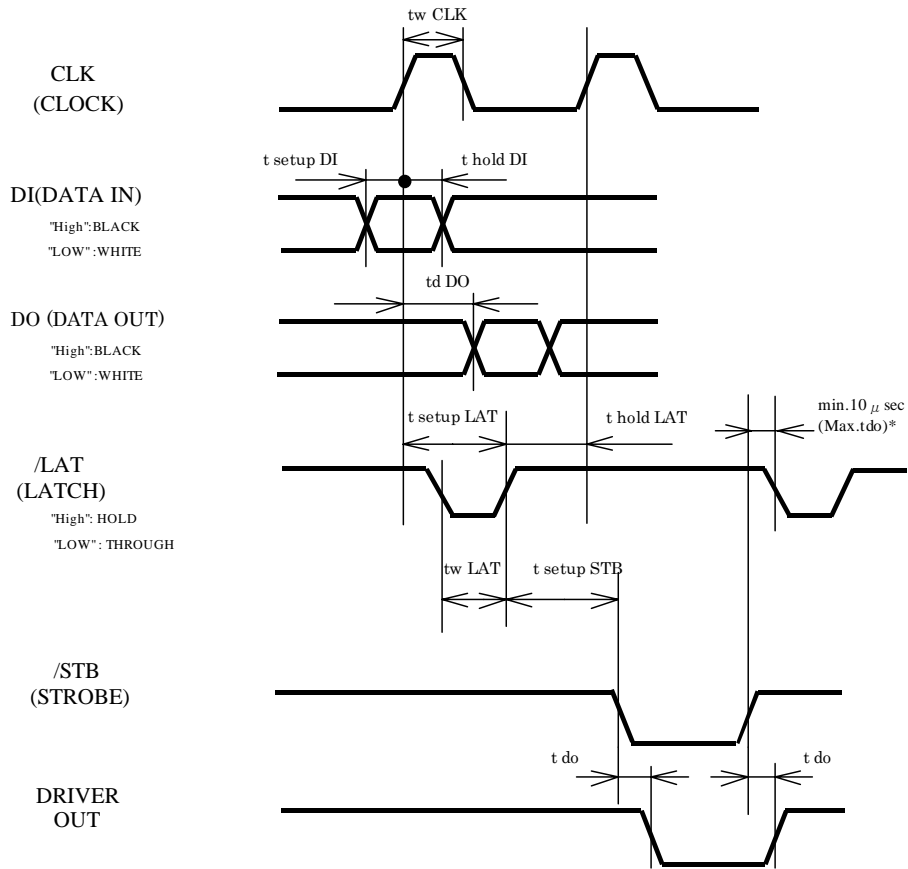 tw CLK
CLK
(CLOCK)
t setup DI
t hold DI
DI(DATA IN)
"High":BLACK
"LOW" :WHITE
td DO
DO (DATA OUT)
"High":BLACK
"LOW" :WHITE
t setup LAT
t hold LAT
min.10 μ sec
(Max.tdo)*
/LAT
(LATCH)
"High": HOLD
"LOW" : THROUGH
tw LAT
t setup STB
/STB
(STROBE)
t do
t do
DRIVER
OUT